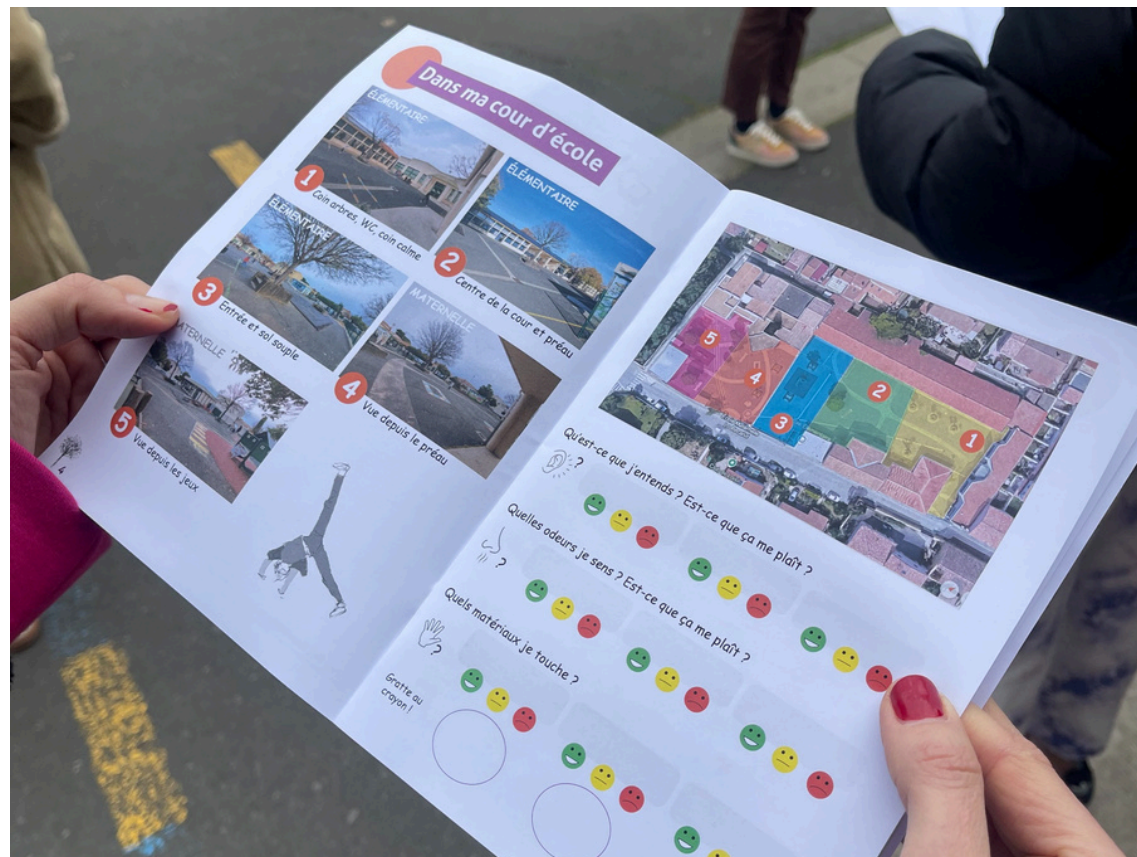 Dans ma cour d'école
ÉLÉMENTAIRE
1
Coin arbres, WC, coin calme
ÉLÉMENTAIRE
2
Centre de la cour et préau
ÉLÉMENTAIRE
3
Entrée et sol souple
MATERNELLE
4
Vue depuis le préau
MATERNELLE
5
Vue depuis les jeux
4
5
4
3
2
1
Qu'est-ce que j'entends ? Est-ce que ça me plaît ?
?
Quelles odeurs je sens ? Est-ce que ça me plaît ?
?
Quels matériaux je touche ?
?
Gratte au
crayon !